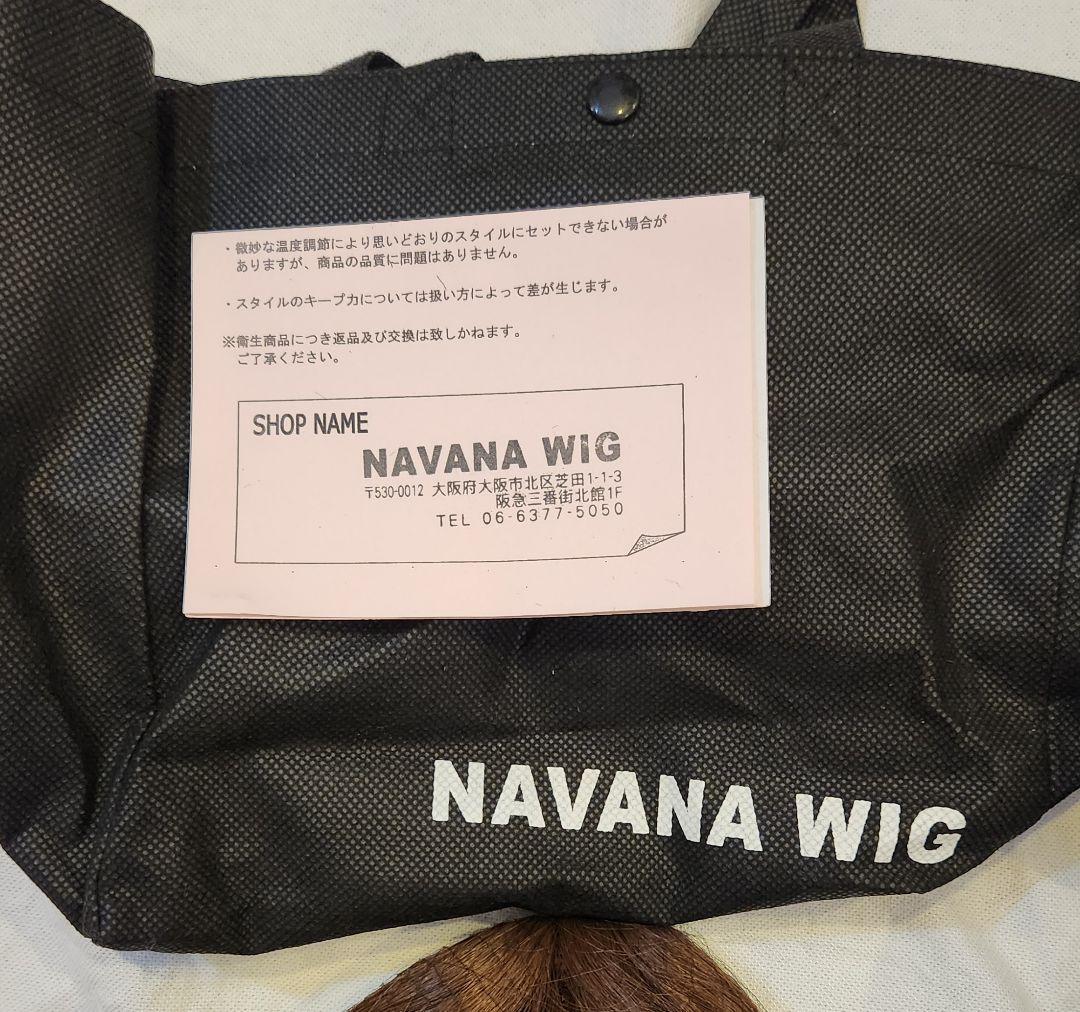 ・微妙な温度調節により思いどおりのスタイルにセットできない場合が
ありますが、商品の品質に問題はありません。
・スタイルのキープ力については扱い方によって差が生じます。
※衛生商品につき返品及び交換は致しかねます。
ご了承ください。
SHOP NAME
NAVANA WIG
〒530-0012 大阪府大阪市北区芝田1-1-3
阪急三番街北館1F
TEL 06-6377-5050
NAVANA WIG